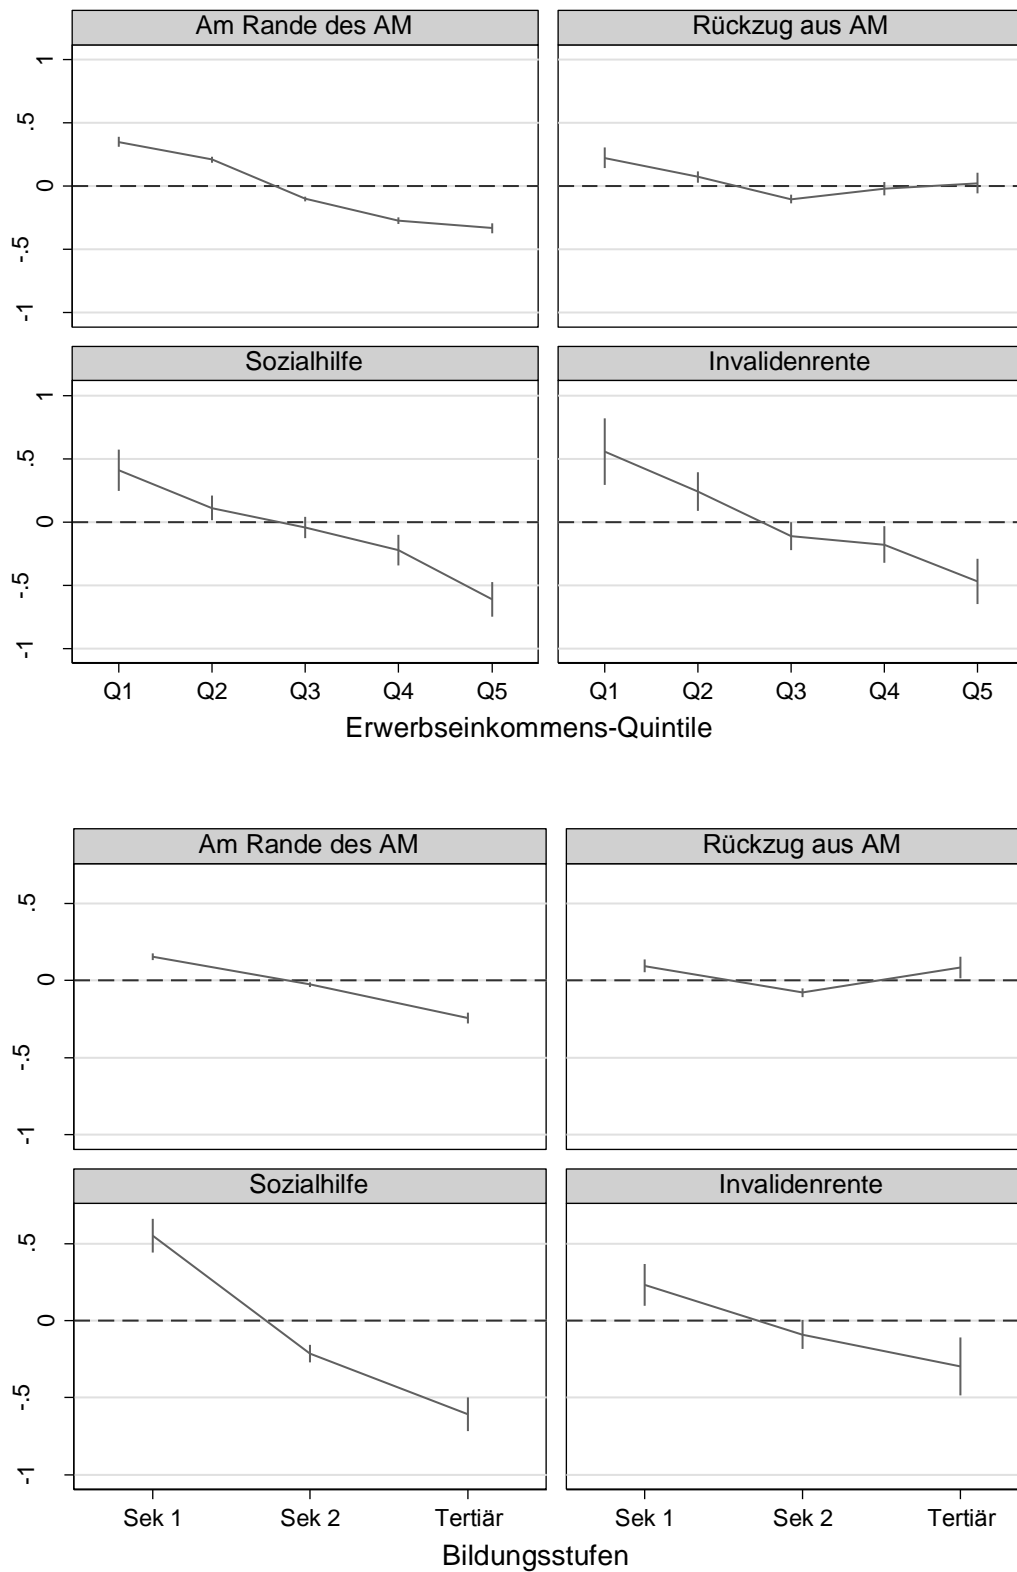 Am Rande des AM
Rückzug aus AM
1
.5
0
-.5
-1
Sozialhilfe
Invalidenrente
1
.5
0
-.5
-1
Q1 Q2 Q3 Q4 Q5
Q1 Q2 Q3 Q4 Q5
Erwerbseinkommens-Quintile
Am Rande des AM
Rückzug aus AM
.5
0
-.5
-1
Sozialhilfe
Invalidenrente
.5
0
-.5
-1
Sek 1 Sek 2 Tertiär
Sek 1 Sek 2 Tertiär
Bildungsstufen